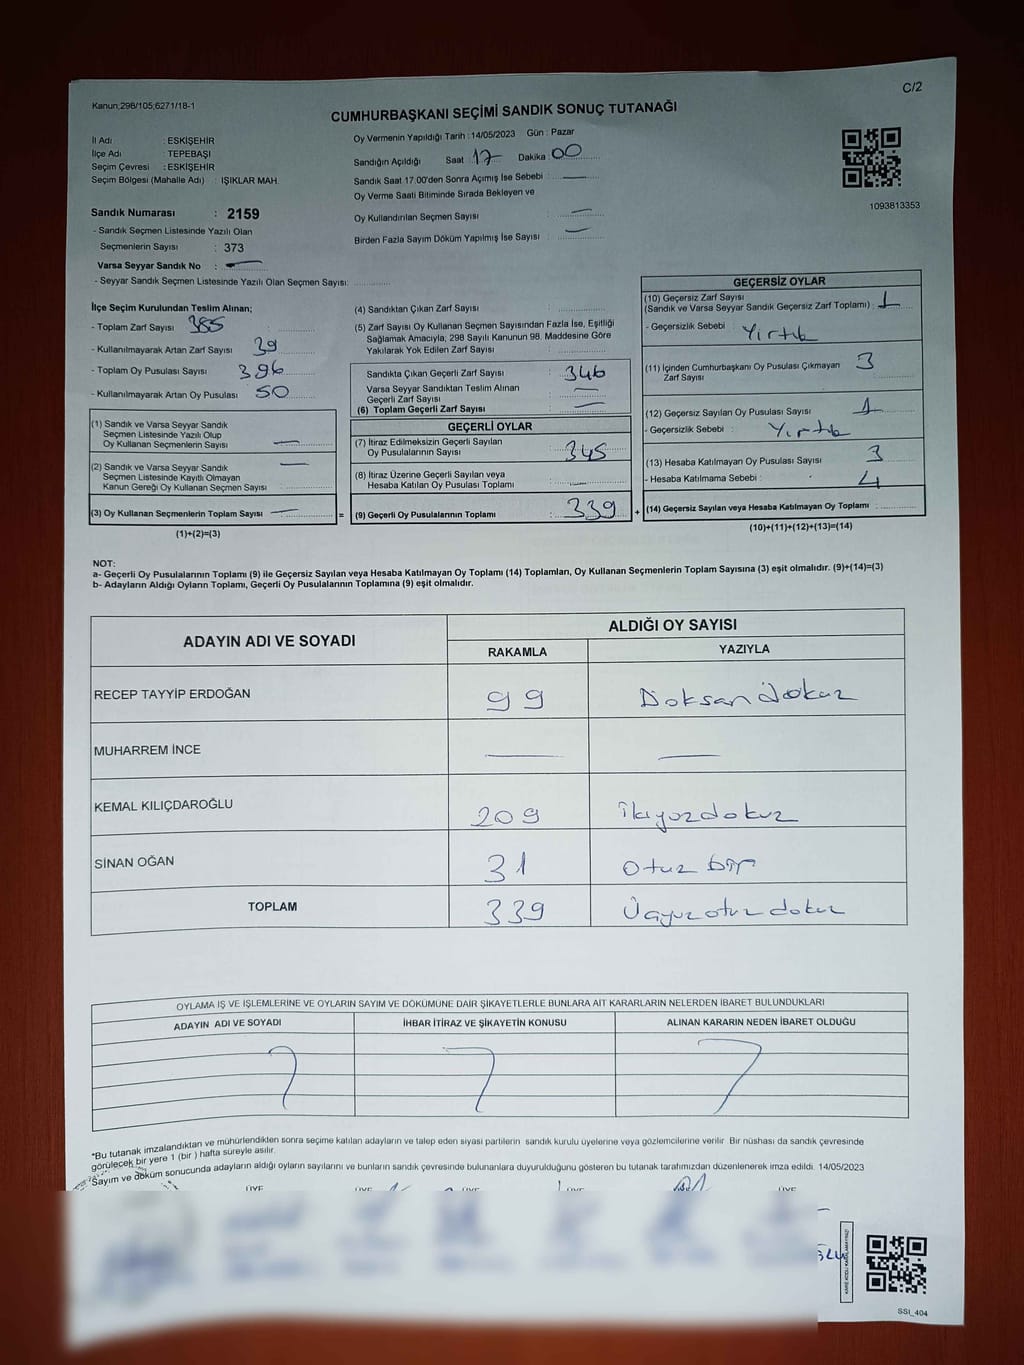 Kanun;298/105;6271/18-1
C/2
CUMHURBAŞKANI SEÇİMİ SANDIK SONUÇ TUTANAĞI
İl Adı : ESKİŞEHİR
İlçe Adı : TEPEBAŞI
Seçim Çevresi : ESKİŞEHİR
Seçim Bölgesi (Mahalle Adı) : IŞIKLAR MAH.
Sandık Numarası : 2159
- Sandık Seçmen Listesinde Yazılı Olan
Seçmenlerin Sayısı : 373
Varsa Seyyar Sandık No : —
- Seyyar Sandık Seçmen Listesinde Yazılı Olan Seçmen Sayısı:
Oy Vermenin Yapıldığı Tarih : 14/05/2023 Gün : Pazar
Sandığın Açıldığı Saat 17 Dakika : 00
Sandık Saat 17:00'den Sonra Açımış İse Sebebi : —
Oy Verme Saati Bitiminde Sırada Bekleyen ve
Oy Kullandırılan Seçmen Sayısı : —
Birden Fazla Sayım Döküm Yapılmış İse Sayısı : —
1093813353
İlçe Seçim Kurulundan Teslim Alınan;
- Toplam Zarf Sayısı : 385
- Kullanılmayarak Artan Zarf Sayısı : 39
- Toplam Oy Pusulası Sayısı : 396
- Kullanılmayarak Artan Oy Pusulası : 50
(1) Sandık ve Varsa Seyyar Sandık
Seçmen Listesinde Yazılı Olup
Oy Kullanan Seçmenlerin Sayısı : —
(2) Sandık ve Varsa Seyyar Sandık
Seçmen Listesinde Kayıtlı Olmayan
Kanun Gereği Oy Kullanan Seçmen Sayısı : —
(3) Oy Kullanan Seçmenlerin Toplam Sayısı : —
(1)+(2)=(3)
(4) Sandıktan Çıkan Zarf Sayısı :
(5) Zarf Sayısı Oy Kullanan Seçmen Sayısından Fazla İse, Eşitliği
Sağlamak Amacıyla, 298 Sayılı Kanunun 98. Maddesine Göre
Yakılarak Yok Edilen Zarf Sayısı :
Sandıkta Çıkan Geçerli Zarf Sayısı : 346
Varsa Seyyar Sandıktan Teslim Alınan
Geçerli Zarf Sayısı : —
(6) Toplam Geçerli Zarf Sayısı : —
GEÇERLİ OYLAR
(7) İtiraz Edilmeksizin Geçerli Sayılan
Oy Pusulalarının Sayısı : 345
(8) İtiraz Üzerine Geçerli Sayılan veya
Hesaba Katılan Oy Pusulası Toplamı : —
= (9) Geçerli Oy Pusulalarının Toplamı : 339 +
GEÇERSİZ OYLAR
(10) Geçersiz Zarf Sayısı
(Sandık ve Varsa Seyyar Sandık Geçersiz Zarf Toplamı) : 1
- Geçersizlik Sebebi : Yırtık
(11) İçinden Cumhurbaşkanı Oy Pusulası Çıkmayan 3
Zarf Sayısı :
(12) Geçersiz Sayılan Oy Pusulası Sayısı : 1
- Geçersizlik Sebebi : Yırtık
(13) Hesaba Katılmayan Oy Pusulası Sayısı : 3
- Hesaba Katılmama Sebebi : 4
(14) Geçersiz Sayılan veya Hesaba Katılmayan Oy Toplamı :
(10)+(11)+(12)+(13)=(14)
NOT:
a- Geçerli Oy Pusulalarının Toplamı (9) ile Geçersiz Sayılan veya Hesaba Katılmayan Oy Toplamı (14) Toplamları, Oy Kullanan Seçmenlerin Toplam Sayısına (3) eşit olmalıdır. (9)+(14)=(3)
b- Adayların Aldığı Oyların Toplamı, Geçerli Oy Pusulalarının Toplamına (9) eşit olmalıdır.
ADAYIN ADI VE SOYADI ALDIĞI OY SAYISI
RAKAMLA YAZIYLA
RECEP TAYYİP ERDOĞAN 99 Doksan dokuz
MUHARREM İNCE — —
KEMAL KILIÇDAROĞLU 209 ikiyüzdokuz
SİNAN OĞAN 31 Otuz bir
TOPLAM 339 Üçyüzotuz dokuz
OYLAMA İŞ VE İŞLEMLERİNE VE OYLARIN SAYIM VE DÖKÜMÜNE DAİR ŞİKAYETLERLE BUNLARA AİT KARARLARIN NELERDEN İBARET BULUNDUKLARI
ADAYIN ADI VE SOYADI İHBAR İTİRAZ VE ŞİKAYETİN KONUSU ALINAN KARARIN NEDEN İBARET OLDUĞU
*Bu tutanak imzalandıktan ve mühürlendikten sonra seçime katılan adayların ve talep eden siyasi partilerin sandık kurulu üyelerine veya gözlemcilerine verilir Bir nüshası da sandık çevresinde
görülecek bir yere 1 (bir ) hafta süreyle asılır.
*Sayım ve döküm sonucunda adayların aldığı oyların sayılarını ve bunların sandık çevresinde bulunanlara duyurulduğunu gösteren bu tutanak tarafımızdan düzenlenerek imza edildi. 14/05/2023
ÜYE ÜYE ÜYE ÜYE
SSI_404